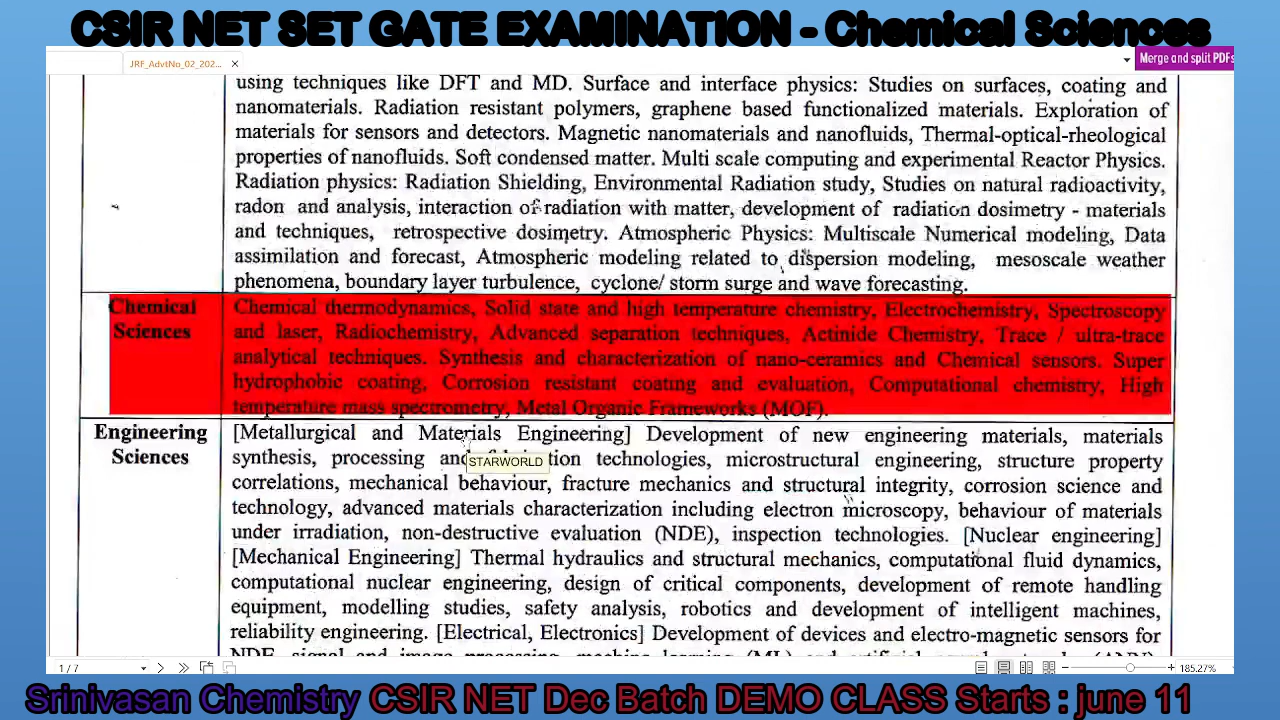 CSIR NET SET GATE EXAMINATION - Chemical Sciences
JRF_AdvtNo_02_202...
Merge and split PDFs
using techniques like DFT and MD. Surface and interface physics: Studies on surfaces, coating and
nanomaterials. Radiation resistant polymers, graphene based functionalized materials. Exploration of
materials for sensors and detectors. Magnetic nanomaterials and nanofluids, Thermal-optical-rheological
properties of nanofluids. Soft condensed matter. Multi scale computing and experimental Reactor Physics.
Radiation physics: Radiation Shielding, Environmental Radiation study, Studies on natural radioactivity,
radon and analysis, interaction of radiation with matter, development of radiation dosimetry - materials
and techniques, retrospective dosimetry. Atmospheric Physics: Multiscale Numerical modeling, Data
assimilation and forecast, Atmospheric modeling related to dispersion modeling, mesoscale weather
phenomena, boundary layer turbulence, cyclone/ storm surge and wave forecasting.
Chemical
Sciences
Chemical thermodynamics, Solid state and high temperature chemistry, Electrochemistry, Spectroscopy
and laser, Radiochemistry, Advanced separation techniques, Actinide Chemistry, Trace / ultra-trace
analytical techniques. Synthesis and characterization of nano-ceramics and Chemical sensors. Super
hydrophobic coating, Corrosion resistant coating and evaluation, Computational chemistry, High
temperature mass spectrometry, Metal Organic Frameworks (MOF).
Engineering
Sciences
[Metallurgical and Materials Engineering] Development of new engineering materials, materials
synthesis, processing and technologies, microstructural engineering, structure property
STARWORLD
correlations, mechanical behaviour, fracture mechanics and structural integrity, corrosion science and
technology, advanced materials characterization including electron microscopy, behaviour of materials
under irradiation, non-destructive evaluation (NDE), inspection technologies. [Nuclear engineering]
[Mechanical Engineering] Thermal hydraulics and structural mechanics, computational fluid dynamics,
computational nuclear engineering, design of critical components, development of remote handling
equipment, modelling studies, safety analysis, robotics and development of intelligent machines,
reliability engineering. [Electrical, Electronics] Development of devices and electro-magnetic sensors for
1 / 7
185.27%
Srinivasan Chemistry CSIR NET Dec Batch DEMO CLASS Starts : june 11